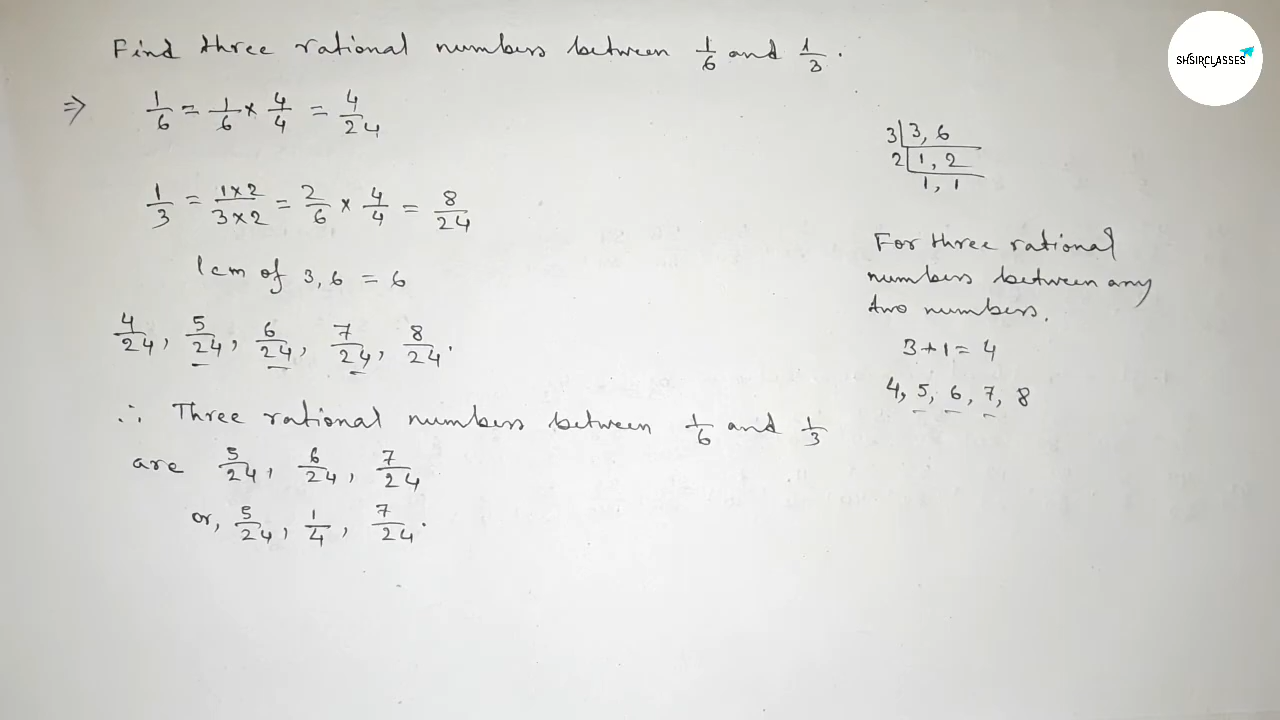 Find three rational numbers between 1/6 and 1/3.
SHSIRCLASSES
⇒ 1/6 = 1/6 × 4/4 = 4/24
3 | 3, 6
2 | 1, 2
1, 1
1/3 = 1×2/3×2 = 2/6 × 4/4 = 8/24
lcm of 3,6 = 6
4/24, 5/24, 6/24, 7/24, 8/24.
For three rational
numbers between any
two numbers.
3+1 = 4
4, 5, 6, 7, 8
∴ Three rational numbers between 1/6 and 1/3
are 5/24, 6/24, 7/24
or, 5/24, 1/4, 7/24.